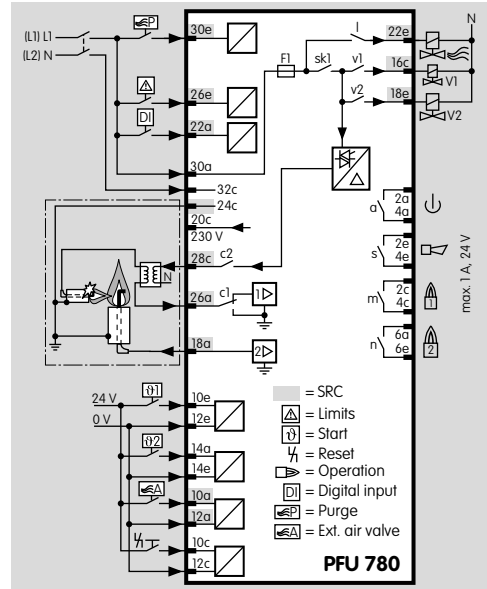 (L1) L1
(L2) N
P
30e
I
22e
N
F1
sk1
v1
16c
V1
26e
v2
18e
V2
DI
22a
30a
32c
24c
20c
230 V
28c
c2
N
26a
c1
1
18a
2
a
2a
4a
s
2e
4e
m
2c
4c
1
n
6a
6e
2
max. 1 A, 24 V
24 V
0 V
ϑ1
10e
12e
ϑ2
14a
14e
A
10a
12a
10c
12c
= SRC
= Limits
ϑ = Start
= Reset
= Operation
DI = Digital input
P = Purge
A = Ext. air valve
PFU 780